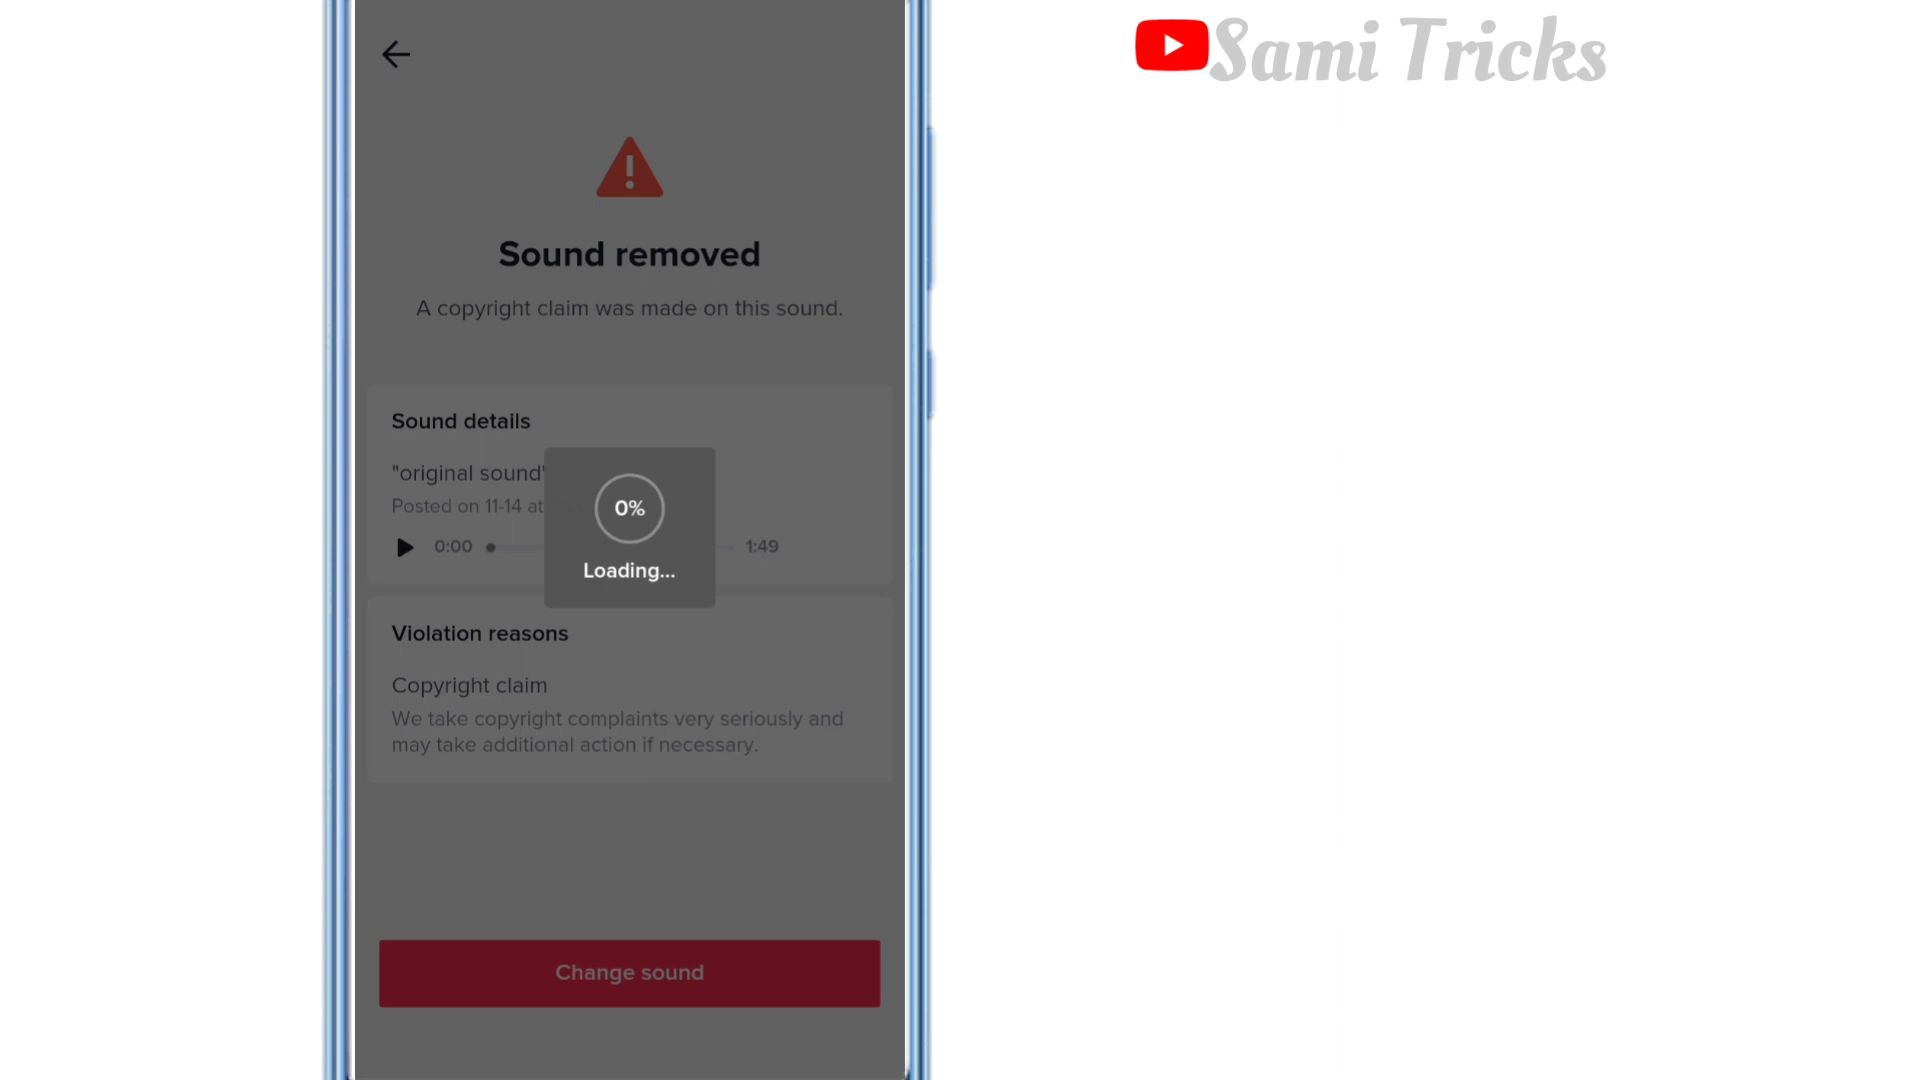 Sami Tricks
Sound removed
A copyright claim was made on this sound.
Sound details
"original sound"
Posted on 11-14 at
0:00
1:49
0%
Loading...
Violation reasons
Copyright claim
We take copyright complaints very seriously and
may take additional action if necessary.
Change sound